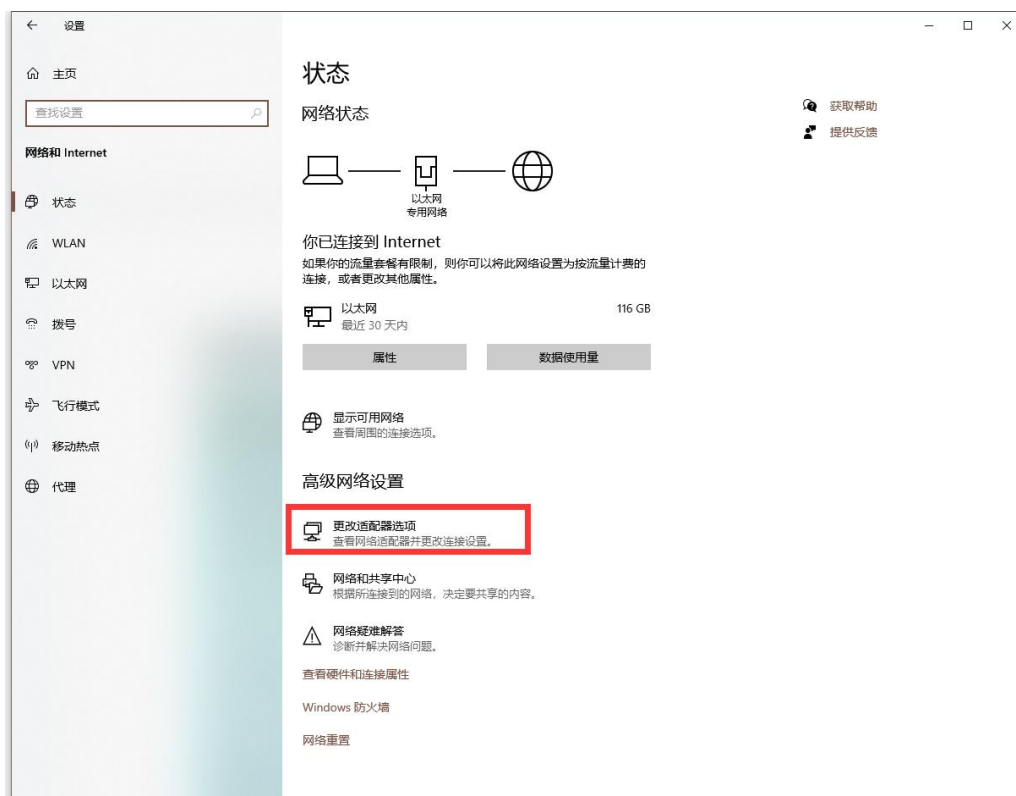 设置
主页
查找设置
网络和 Internet
状态
WLAN
以太网
拨号
VPN
飞行模式
移动热点
代理
状态
网络状态
以太网
专用网络
你已连接到 Internet
如果你的流量套餐有限制，则你可以将此网络设置为按流量计费的
连接，或者更改其他属性。
以太网
116 GB
最近 30 天内
属性
数据使用量
显示可用网络
查看周围的连接选项。
高级网络设置
更改适配器选项
查看网络适配器并更改连接设置。
网络和共享中心
根据所连接到的网络，决定要共享的内容。
网络疑难解答
诊断并解决网络问题。
查看硬件和连接属性
Windows 防火墙
网络重置
获取帮助
提供反馈